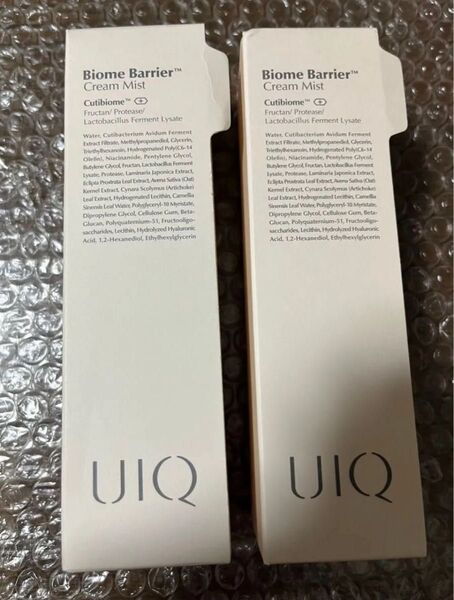 Biome Barrier™
Cream Mist
Cutibiome™ +
Fructan/ Protease/
Lactobacillus Ferment Lysate
Water, Cutibacterium Avidum Ferment
Extract Filtrate, Methylpropanediol, Glycerin,
Triethylhexanoin, Hydrogenated Poly(C6-14
Olefin), Niacinamide, Pentylene Glycol,
Butylene Glycol, Fructan, Lactobacillus Ferment
Lysate, Protease, Laminaria Japonica Extract,
Eclipta Prostrata Leaf Extract, Avena Sativa (Oat)
Kernel Extract, Cynara Scolymus (Artichoke)
Leaf Extract, Hydrogenated Lecithin, Camellia
Sinensis Leaf Water, Polyglyceryl-10 Myristate,
Dipropylene Glycol, Cellulose Gum, Beta-
Glucan, Polyquaternium-51, Fructooligo-
saccharides, Lecithin, Hydrolyzed Hyaluronic
Acid, 1,2-Hexanediol, Ethylhexylglycerin
UIQ
Biome Barrier™
Cream Mist
Cutibiome™ +
Fructan/ Protease/
Lactobacillus Ferment Lysate
Water, Cutibacterium Avidum Ferment
Extract Filtrate, Methylpropanediol, Glycerin,
Triethylhexanoin, Hydrogenated Poly(C6-14
Olefin), Niacinamide, Pentylene Glycol,
Butylene Glycol, Fructan, Lactobacillus Ferment
Lysate, Protease, Laminaria Japonica Extract,
Eclipta Prostrata Leaf Extract, Avena Sativa (Oat)
Kernel Extract, Cynara Scolymus (Artichoke)
Leaf Extract, Hydrogenated Lecithin, Camellia
Sinensis Leaf Water, Polyglyceryl-10 Myristate,
Dipropylene Glycol, Cellulose Gum, Beta-
Glucan, Polyquaternium-51, Fructooligo-
saccharides, Lecithin, Hydrolyzed Hyaluronic
Acid, 1,2-Hexanediol, Ethylhexylglycerin
UIQ